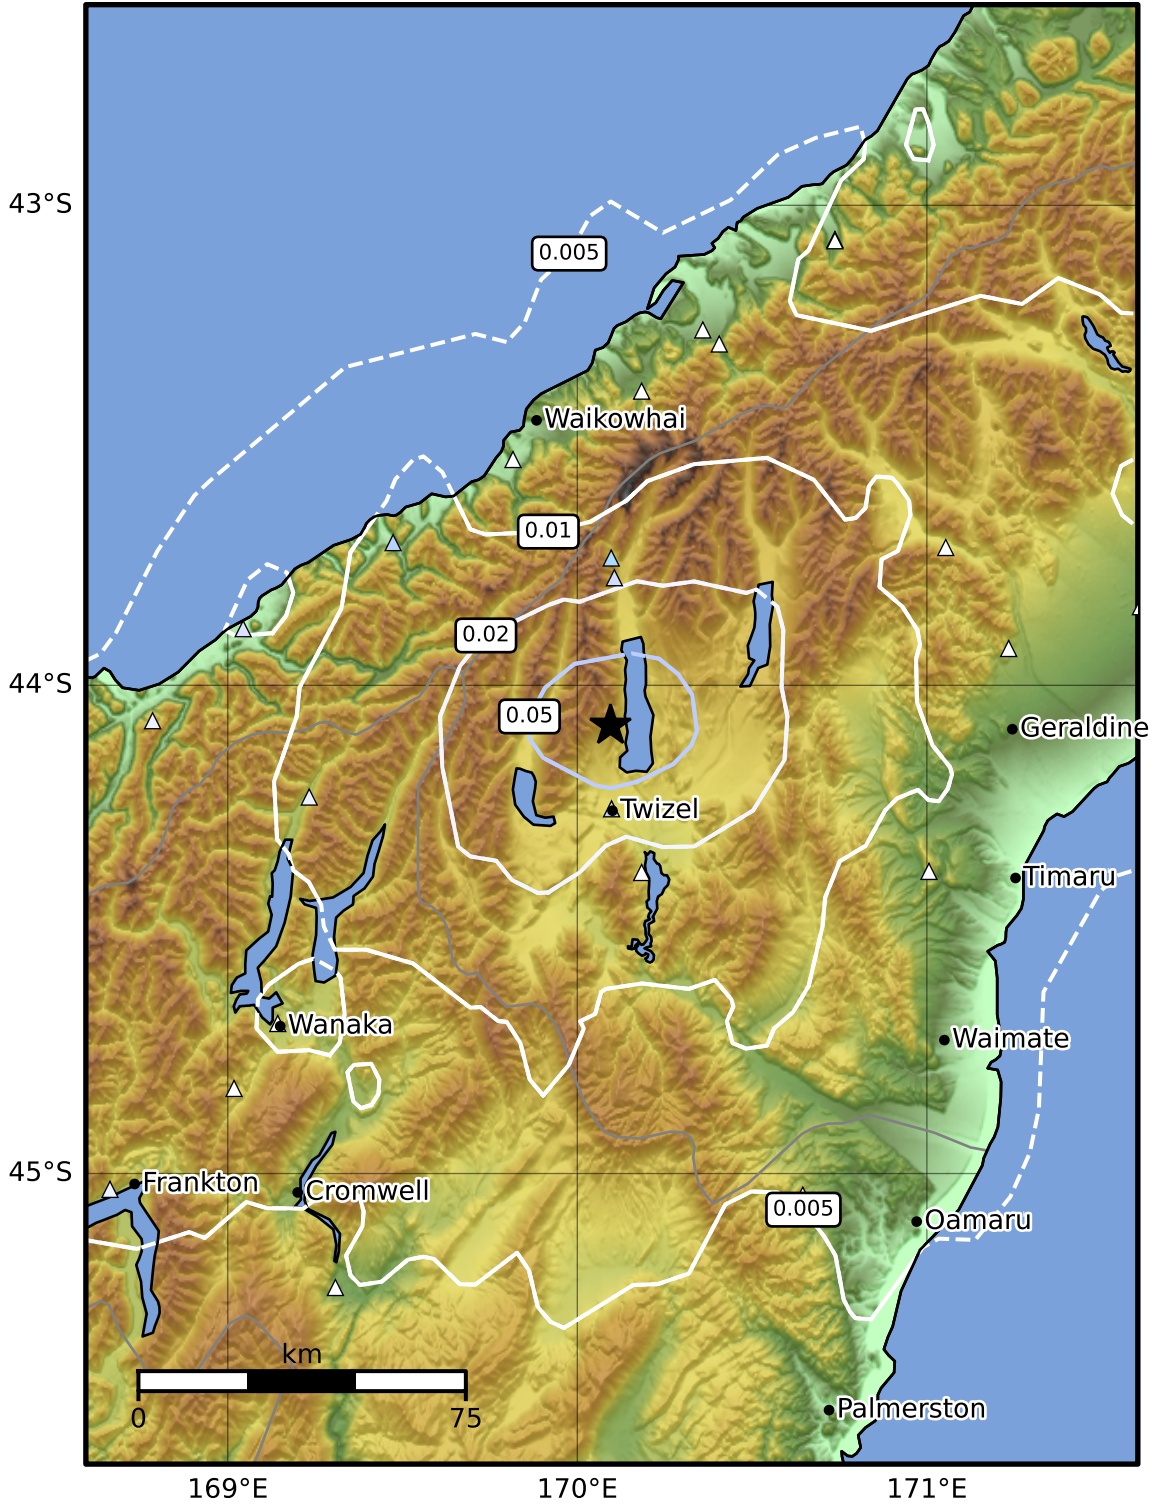 43°S
0.005
Waikowhai
0.01
0.02
44°S
0.05
Geraldine
Twizel
Timaru
Wanaka
Waimate
45°S
Frankton
Cromwell
0.005
Oamaru
km
0 75
Palmerston
169°E 170°E 171°E